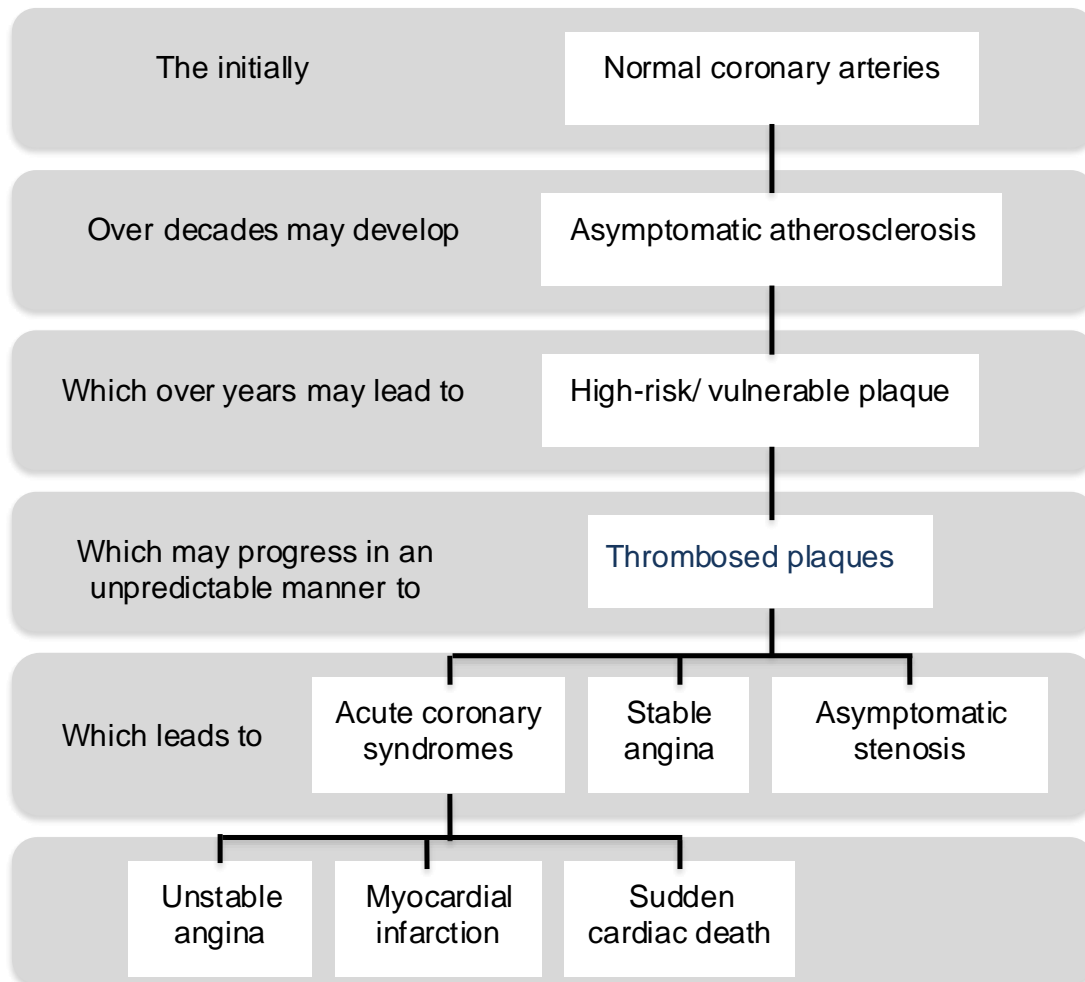 The initially
Normal coronary arteries
Over decades may develop
Asymptomatic atherosclerosis
Which over years may lead to
High-risk/ vulnerable plaque
Which may progress in an
unpredictable manner to
Thrombosed plaques
Which leads to
Acute coronary
syndromes
Stable
angina
Asymptomatic
stenosis
Unstable
angina
Myocardial
infarction
Sudden
cardiac death